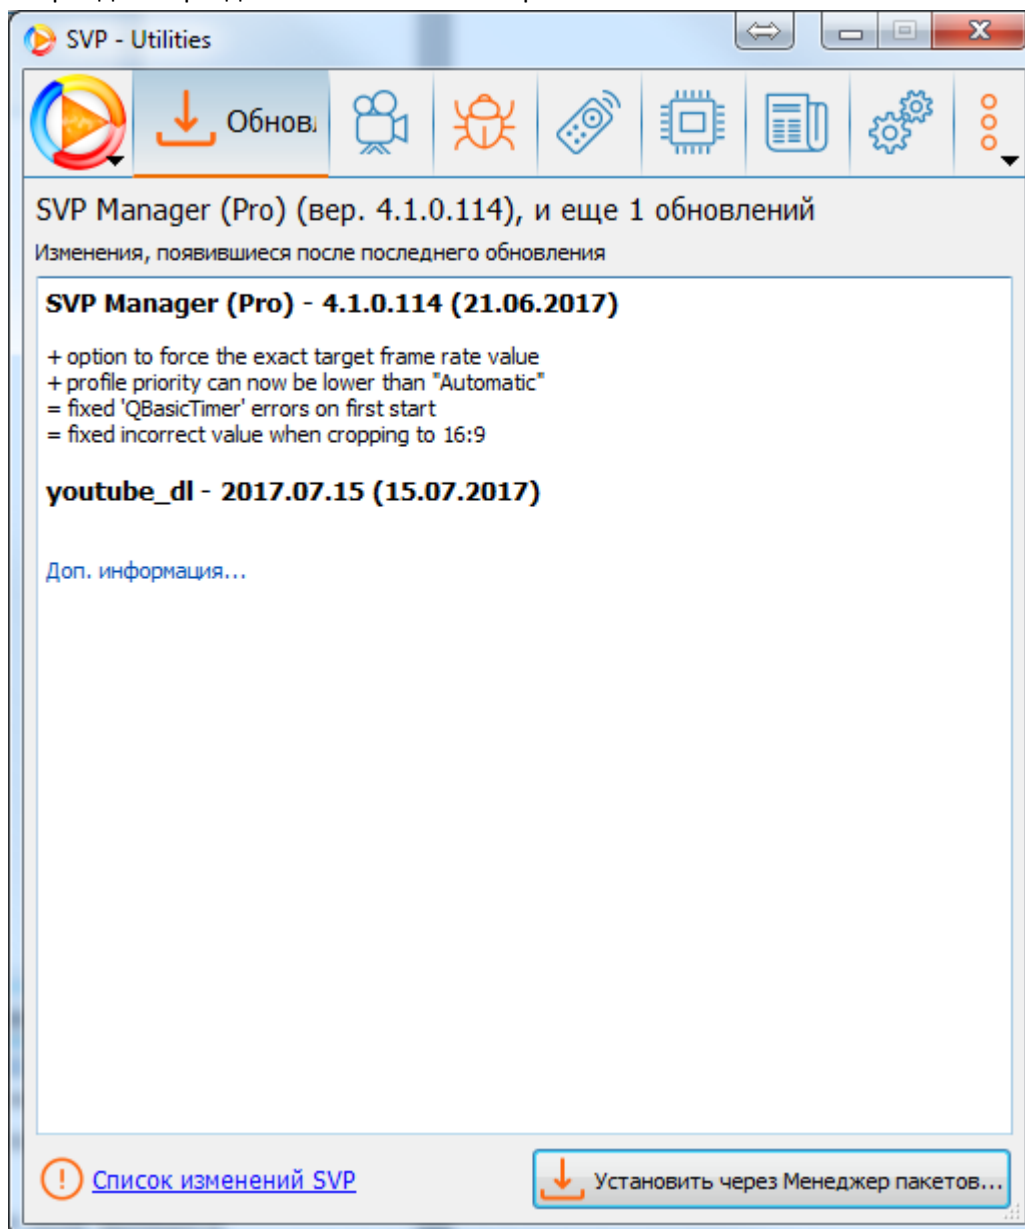 SVP - Utilities
Обнов
SVP Manager (Pro) (вер. 4.1.0.114), и еще 1 обновлений
Изменения, появившиеся после последнего обновления
SVP Manager (Pro) - 4.1.0.114 (21.06.2017)
+ option to force the exact target frame rate value
+ profile priority can now be lower than "Automatic"
= fixed 'QBasicTimer' errors on first start
= fixed incorrect value when cropping to 16:9
youtube_dl - 2017.07.15 (15.07.2017)
Доп. информация...
Список изменений SVP
Установить через Менеджер пакетов...